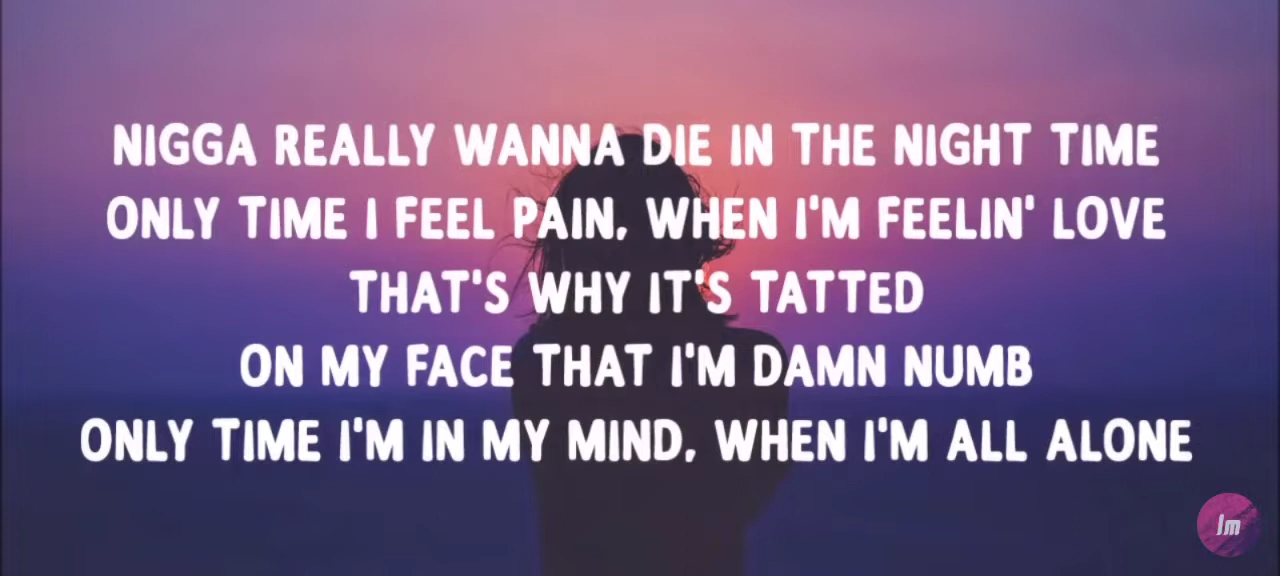 NIGGA REALLY WANNA DIE IN THE NIGHT TIME
ONLY TIME I FEEL PAIN, WHEN I'M FEELIN' LOVE
THAT'S WHY IT'S TATTED
ON MY FACE THAT I'M DAMN NUMB
ONLY TIME I'M IN MY MIND, WHEN I'M ALL ALONE
lm